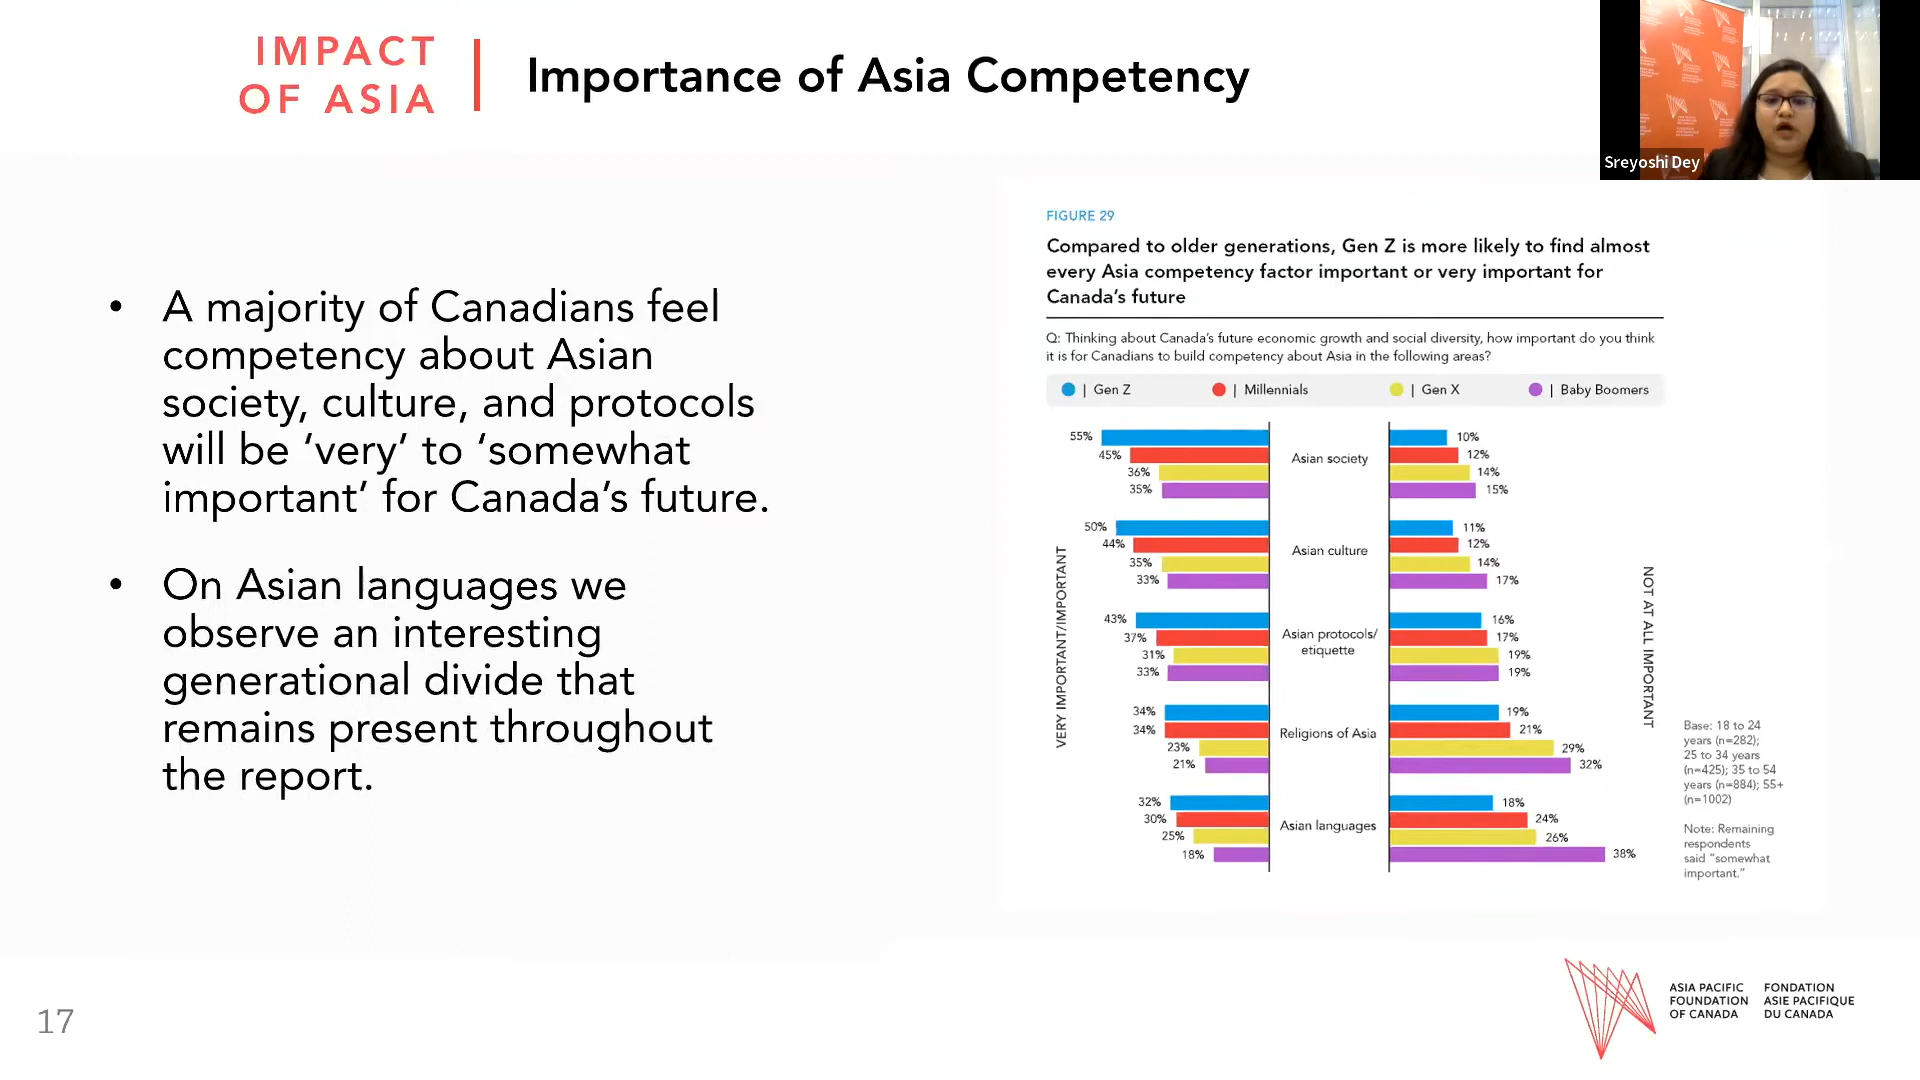 IMPACT
OF ASIA
Importance of Asia Competency
Sreyoshi Dey
• A majority of Canadians feel
competency about Asian
society, culture, and protocols
will be ‘very’ to ‘somewhat
important’ for Canada’s future.
• On Asian languages we
observe an interesting
generational divide that
remains present throughout
the report.
FIGURE 29
Compared to older generations, Gen Z is more likely to find almost
every Asia competency factor important or very important for
Canada’s future
Q: Thinking about Canada’s future economic growth and social diversity, how important do you think
it is for Canadians to build competency about Asia in the following areas?
| Gen Z | Millennials | Gen X | Baby Boomers
VERY IMPORTANT/IMPORTANT
NOT AT ALL IMPORTANT
Asian society
55% 10%
45% 12%
36% 14%
35% 15%
Asian culture
50% 11%
44% 12%
35% 14%
33% 17%
Asian protocols/
etiquette
43% 16%
37% 17%
31% 19%
33% 19%
Religions of Asia
34% 19%
34% 21%
23% 29%
21% 32%
Asian languages
32% 18%
30% 24%
25% 26%
18% 38%
Base: 18 to 24
years (n=282);
25 to 34 years
(n=425); 35 to 54
years (n=884); 55+
(n=1002)
Note: Remaining
respondents
said “somewhat
important.”
17
ASIA PACIFIC
FOUNDATION
OF CANADA
FONDATION
ASIE PACIFIQUE
DU CANADA